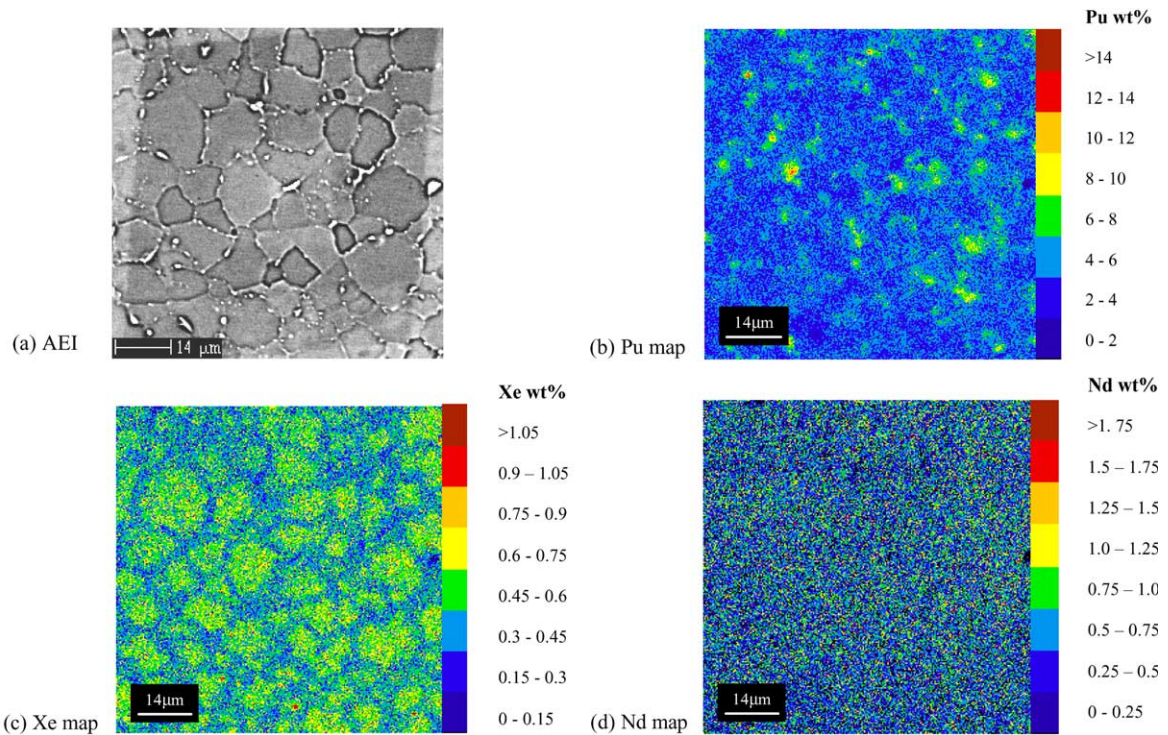 (a) AEI
14 μm
Pu wt%
>14
12 - 14
10 - 12
8 - 10
6 - 8
4 - 6
2 - 4
0 - 2
14μm
(b) Pu map
Xe wt%
>1.05
0.9 – 1.05
0.75 - 0.9
0.6 - 0.75
0.45 - 0.6
0.3 - 0.45
0.15 - 0.3
0 - 0.15
14μm
(c) Xe map
Nd wt%
>1. 75
1.5 – 1.75
1.25 – 1.5
1.0 – 1.25
0.75 – 1.0
0.5 – 0.75
0.25 – 0.5
0 - 0.25
14μm
(d) Nd map